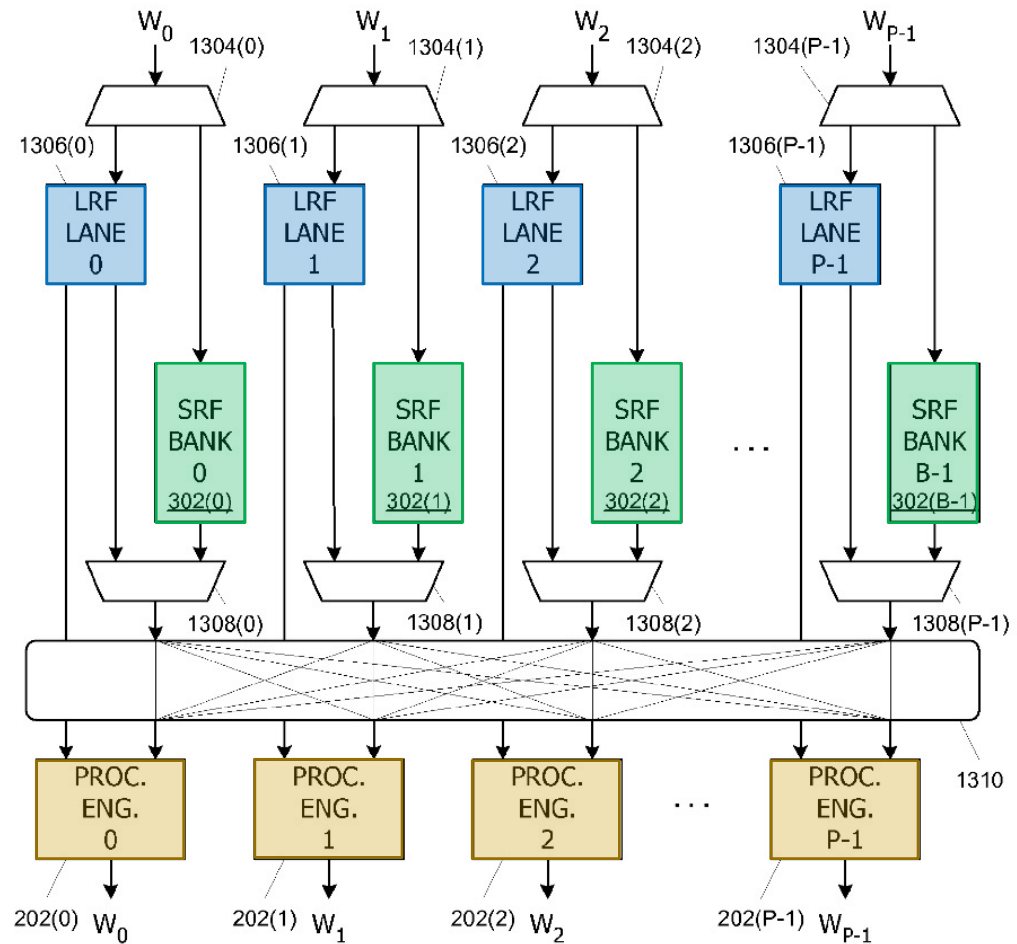 W0
W1
W2
WP-1
1304(0)
1304(1)
1304(2)
1304(P-1)
1306(0)
1306(1)
1306(2)
1306(P-1)
LRF
LANE
0
LRF
LANE
1
LRF
LANE
2
LRF
LANE
P-1
SRF
BANK
0
302(0)
SRF
BANK
1
302(1)
SRF
BANK
2
302(2)
. . .
SRF
BANK
B-1
302(B-1)
1308(0)
1308(1)
1308(2)
1308(P-1)
1310
PROC.
ENG.
0
PROC.
ENG.
1
PROC.
ENG.
2
. . .
PROC.
ENG.
P-1
202(0)
W0
202(1)
W1
202(2)
W2
202(P-1)
WP-1